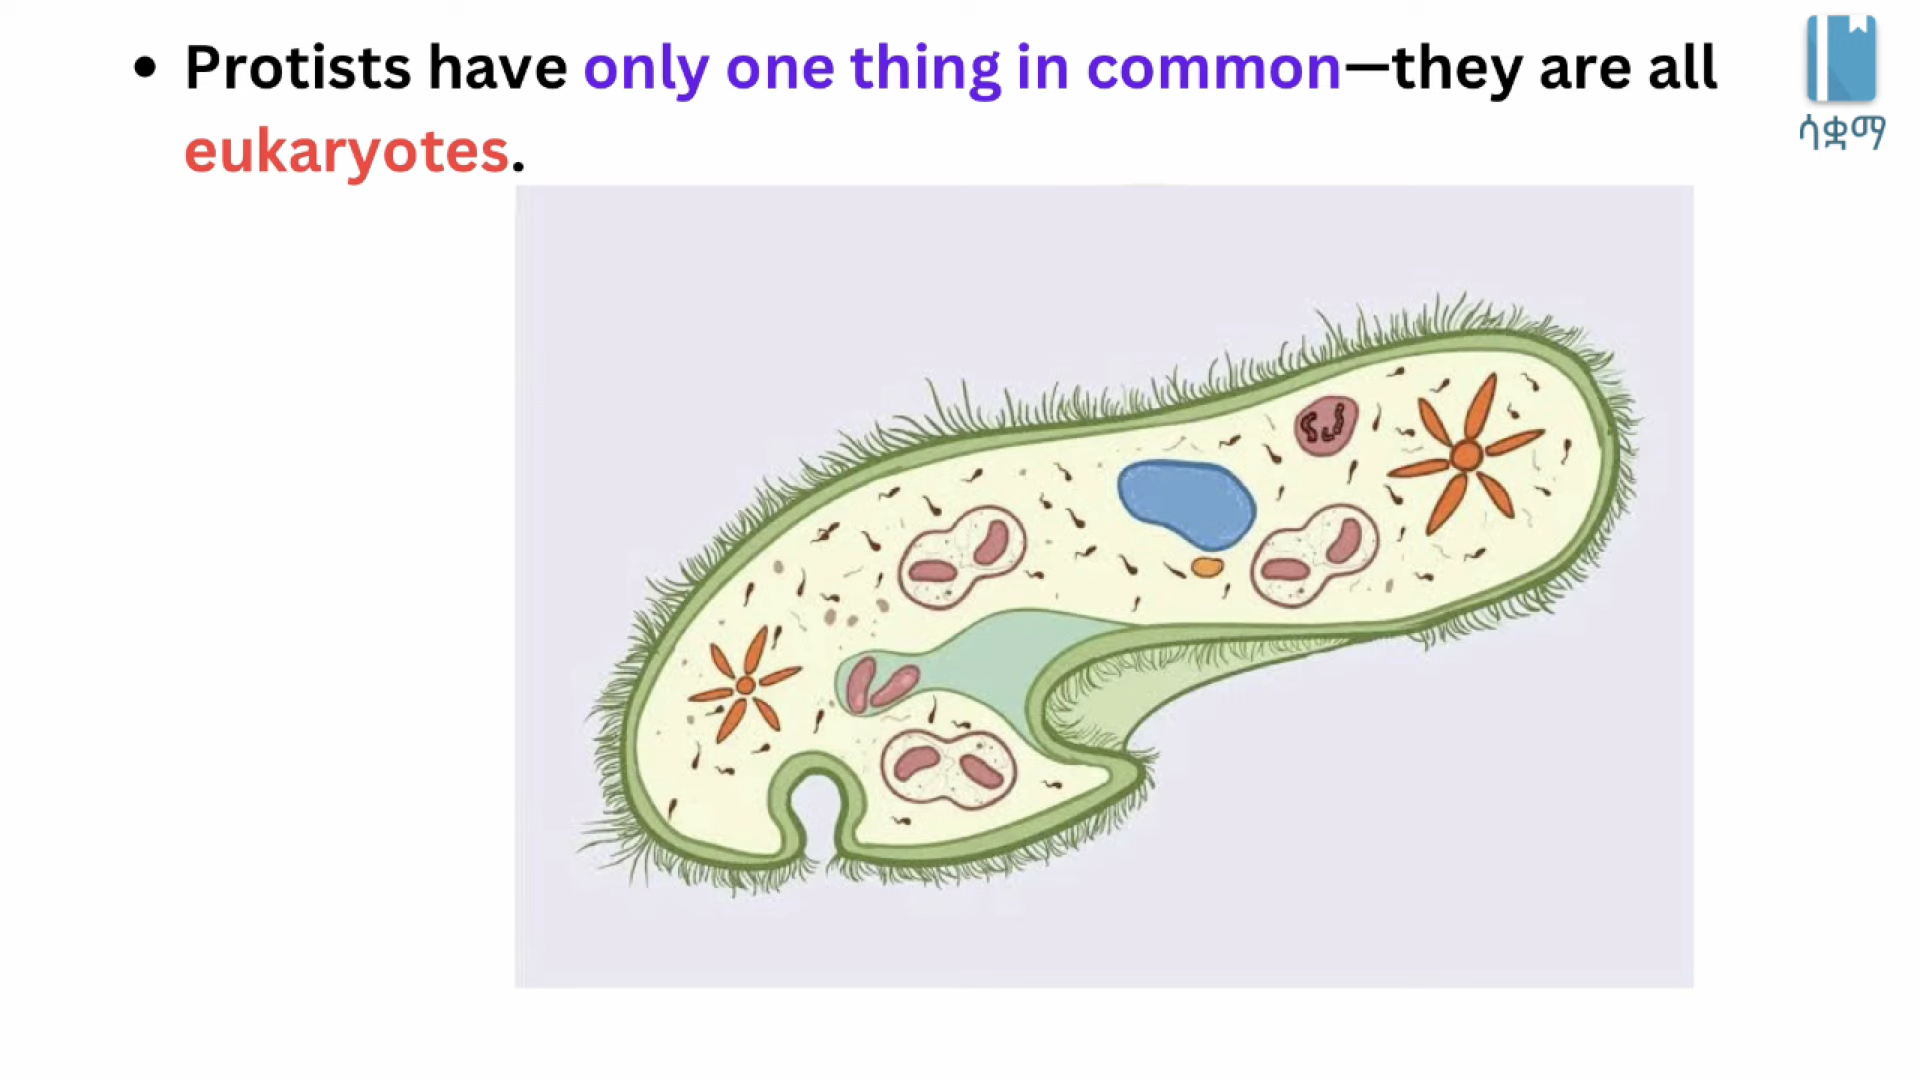 • Protists have only one thing in common—they are all
eukaryotes.
ሳቋማ